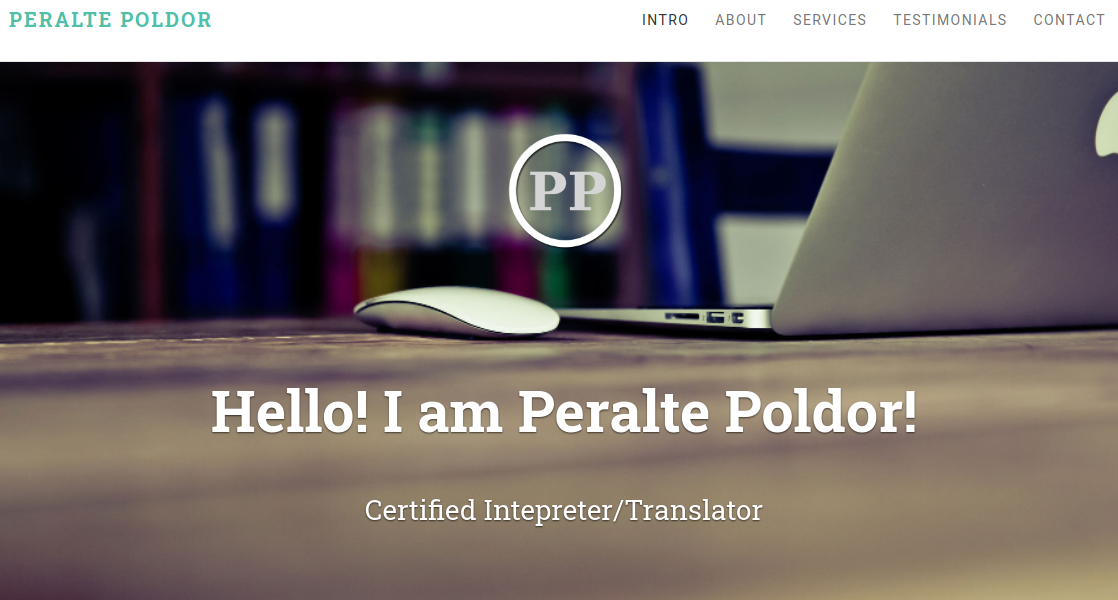 PERALTE POLDOR
INTRO ABOUT SERVICES TESTIMONIALS CONTACT
PP
Hello! I am Peralte Poldor!
Certified Intepreter/Translator